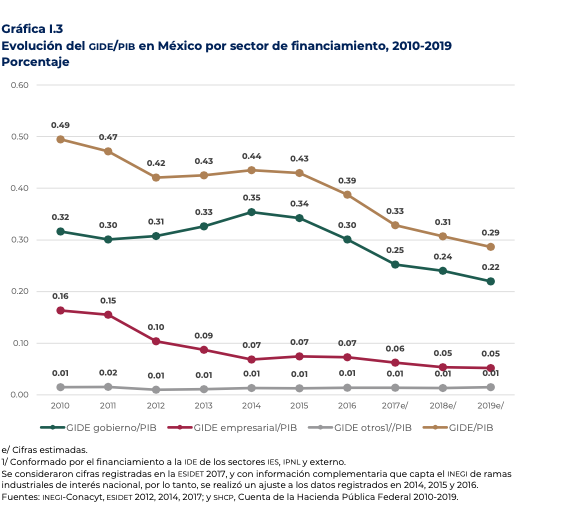 Gráfica I.3
Evolución del GIDE/PIB en México por sector de financiamiento, 2010-2019
Porcentaje
0.60
0.50
0.40
0.30
0.20
0.10
0.00
0.49 0.47 0.42 0.43 0.44 0.43 0.39 0.33 0.31 0.29
0.32 0.30 0.31 0.33 0.35 0.34 0.30 0.25 0.24 0.22
0.16 0.15 0.10 0.09 0.07 0.07 0.07 0.06 0.05 0.05
0.01 0.02 0.01 0.01 0.01 0.01 0.01 0.01 0.01 0.01
2010 2011 2012 2013 2014 2015 2016 2017e/ 2018e/ 2019e/
GIDE gobierno/PIB GIDE empresarial/PIB GIDE otros1//PIB GIDE/PIB
e/ Cifras estimadas.
1/ Conformado por el financiamiento a la IDE de los sectores IES, IPNL y externo.
Se consideraron cifras registradas en la ESIDET 2017, y con información complementaria que capta el INEGI de ramas
industriales de interés nacional, por lo tanto, se realizó un ajuste a los datos registrados en 2014, 2015 y 2016.
Fuentes: INEGI-Conacyt, ESIDET 2012, 2014, 2017; y SHCP, Cuenta de la Hacienda Pública Federal 2010-2019.